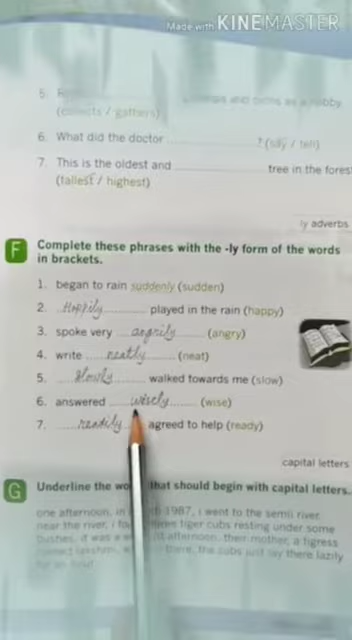 Made with KINEMASTER
5.
(collects / gathers) as a hobby
6. What did the doctor ? (say / tell)
7. This is the oldest and tree in the fores
(tallest / highest)
-ly adverbs
F Complete these phrases with the -ly form of the words
in brackets.
1. began to rain suddenly (sudden)
2. Happily played in the rain (happy)
3. spoke very angrily (angry)
4. write neatly (neat)
5. Slowly walked towards me (slow)
6. answered wisely (wise)
7. readily agreed to help (ready)
capital letters
G Underline the wo that should begin with capital letters.
one afternoon, in 1987, i went to the semli river.
near the river, i tiger cubs resting under some
bushes. it was a afternoon. their mother, a tigress
there. the cubs just lay there lazily